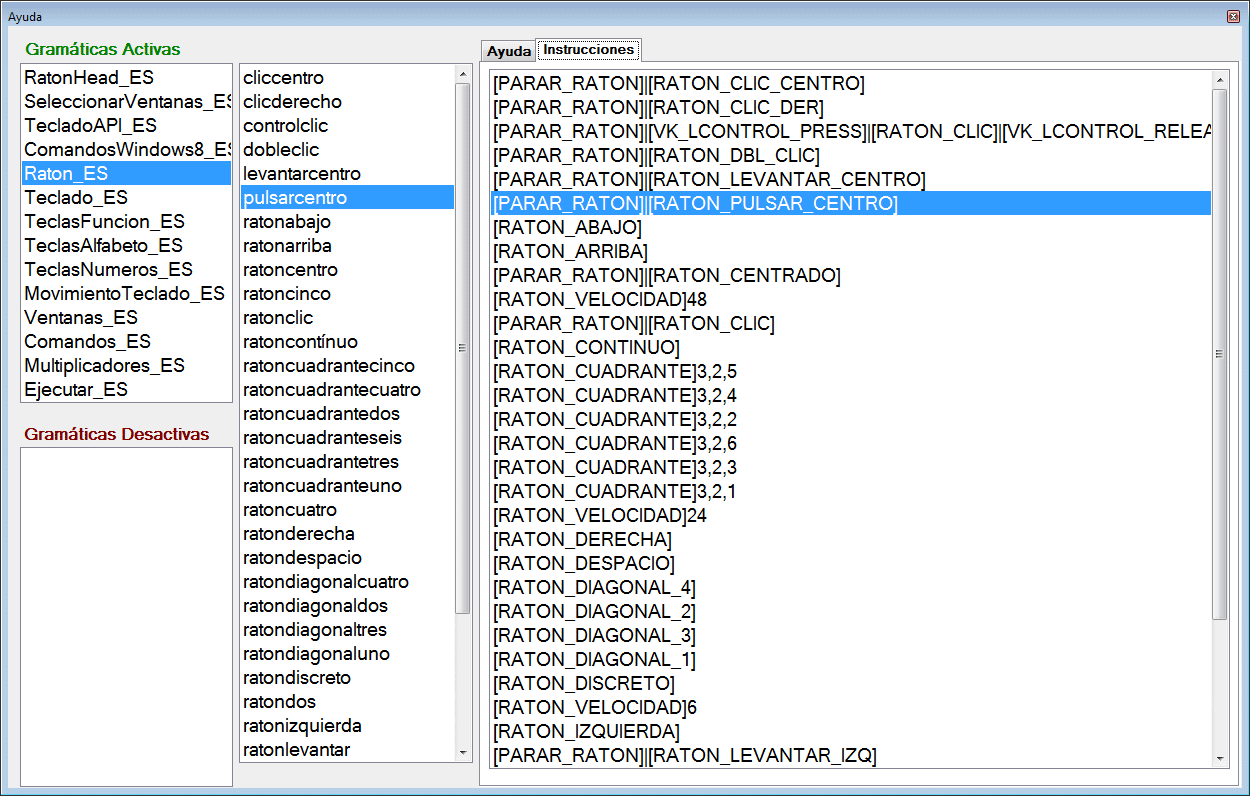 Ayuda
Gramáticas Activas
RatonHead_ES
SeleccionarVentanas_ES
TecladoAPI_ES
ComandosWindows8_ES
Raton_ES
Teclado_ES
TeclasFuncion_ES
TeclasAlfabeto_ES
TeclasNumeros_ES
MovimientoTeclado_ES
Ventanas_ES
Comandos_ES
Multiplicadores_ES
Ejecutar_ES
Gramáticas Desactivas
cliccentro
clicderecho
controlclic
dobleclic
levantarcentro
pulsarcentro
ratonabajo
ratonarriba
ratoncentro
ratoncinco
ratonclic
ratoncontínuo
ratoncuadrantecinco
ratoncuadrantecuatro
ratoncuadrantedos
ratoncuadranteseis
ratoncuadrantetres
ratoncuadranteuno
ratoncuatro
ratonderecha
ratondespacio
ratondiagonalcuatro
ratondiagonaldos
ratondiagonaltres
ratondiagonaluno
ratondiscreto
ratondos
ratonizquierda
ratonlevantar
Ayuda
Instrucciones
[PARAR_RATON]|[RATON_CLIC_CENTRO]
[PARAR_RATON]|[RATON_CLIC_DER]
[PARAR_RATON]|[VK_LCONTROL_PRESS]|[RATON_CLIC]|[VK_LCONTROL_RELEA
[PARAR_RATON]|[RATON_DBL_CLIC]
[PARAR_RATON]|[RATON_LEVANTAR_CENTRO]
[PARAR_RATON]|[RATON_PULSAR_CENTRO]
[RATON_ABAJO]
[RATON_ARRIBA]
[PARAR_RATON]|[RATON_CENTRADO]
[RATON_VELOCIDAD]48
[PARAR_RATON]|[RATON_CLIC]
[RATON_CONTINUO]
[RATON_CUADRANTE]3,2,5
[RATON_CUADRANTE]3,2,4
[RATON_CUADRANTE]3,2,2
[RATON_CUADRANTE]3,2,6
[RATON_CUADRANTE]3,2,3
[RATON_CUADRANTE]3,2,1
[RATON_VELOCIDAD]24
[RATON_DERECHA]
[RATON_DESPACIO]
[RATON_DIAGONAL_4]
[RATON_DIAGONAL_2]
[RATON_DIAGONAL_3]
[RATON_DIAGONAL_1]
[RATON_DISCRETO]
[RATON_VELOCIDAD]6
[RATON_IZQUIERDA]
[PARAR_RATON]|[RATON_LEVANTAR_IZQ]